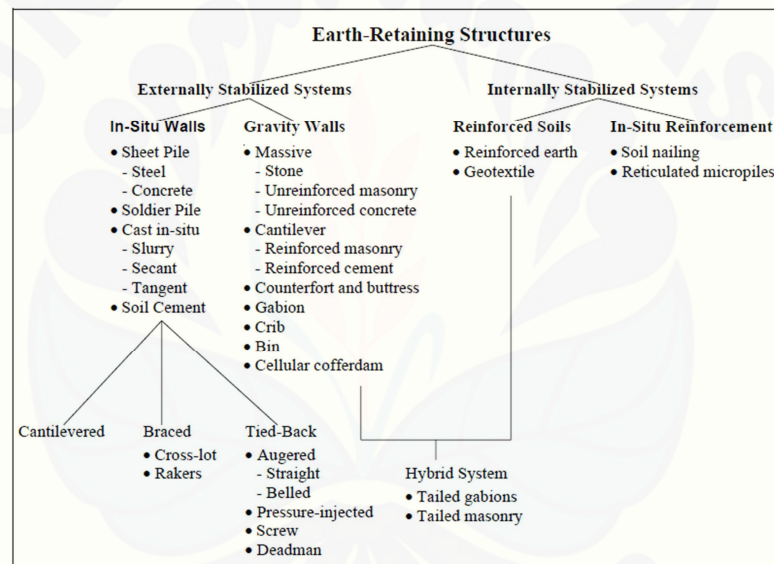 Earth-Retaining Structures
Externally Stabilized Systems
Internally Stabilized Systems
In-Situ Walls
• Sheet Pile
- Steel
- Concrete
• Soldier Pile
• Cast in-situ
- Slurry
- Secant
- Tangent
• Soil Cement
Gravity Walls
• Massive
- Stone
- Unreinforced masonry
- Unreinforced concrete
• Cantilever
- Reinforced masonry
- Reinforced cement
• Counterfort and buttress
• Gabion
• Crib
• Bin
• Cellular cofferdam
Reinforced Soils
• Reinforced earth
• Geotextile
In-Situ Reinforcement
• Soil nailing
• Reticulated micropiles
Cantilevered
Braced
• Cross-lot
• Rakers
Tied-Back
• Augered
- Straight
- Belled
• Pressure-injected
• Screw
• Deadman
Hybrid System
• Tailed gabions
• Tailed masonry